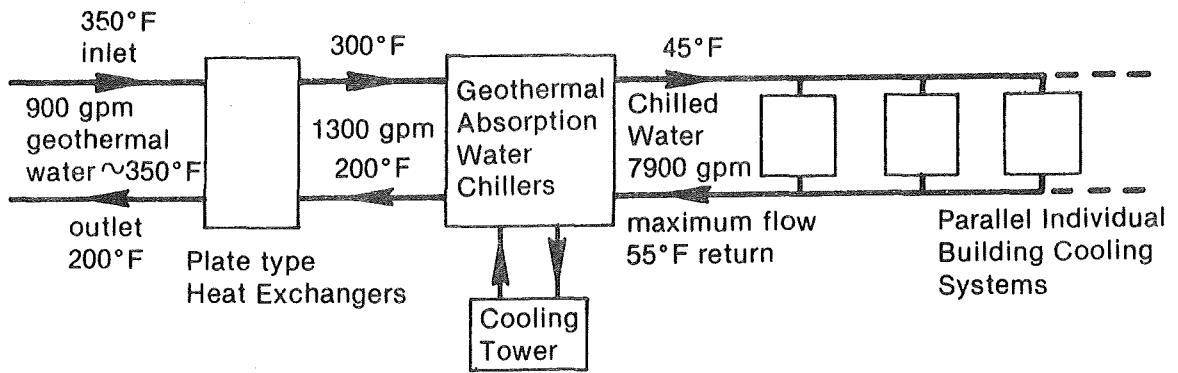 350°F
inlet
900 gpm
geothermal
water ~350°F
outlet
200°F
Plate type
Heat Exchangers
300°F
1300 gpm
200°F
Geothermal
Absorption
Water
Chillers
Cooling
Tower
45°F
Chilled
Water
7900 gpm
maximum flow
55°F return
Parallel Individual
Building Cooling
Systems